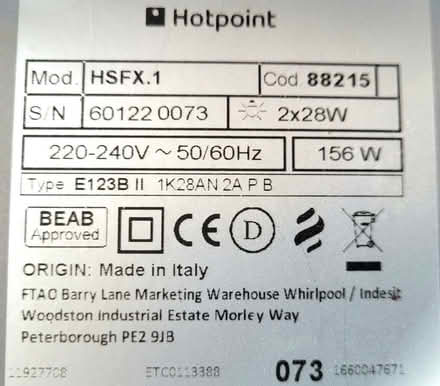 Hotpoint
Mod. HSFX.1 Cod. 88215
S/N 60122 0073 2x28W
220-240V ~ 50/60Hz 156 W
Type E123B II 1K28AN 2A P B
BEAB Approved D
ORIGIN: Made in Italy
FTAO Barry Lane Marketing Warehouse Whirlpool / Indesit
Woodston Industrial Estate Morley Way
Peterborough PE2 9JB
11927708 ETC0113388 073 1660047671